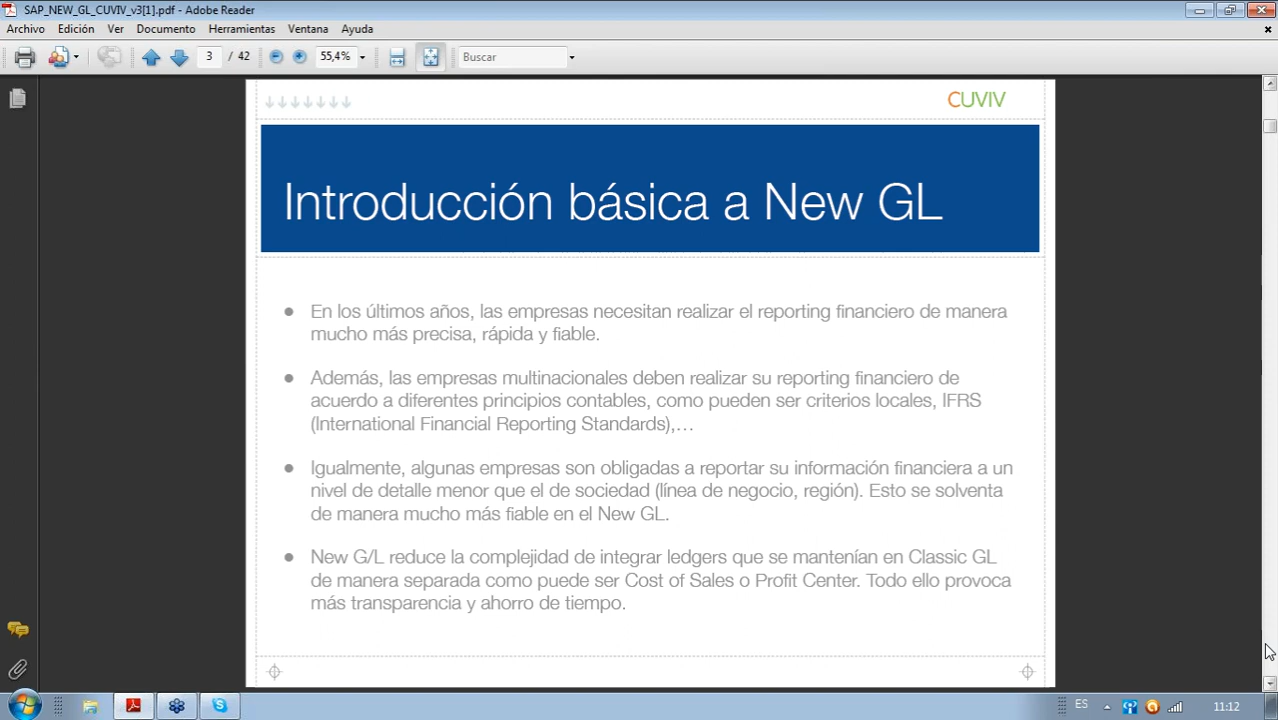 SAP_NEW_GL_CUVIV_v3[1].pdf - Adobe Reader
Archivo Edición Ver Documento Herramientas Ventana Ayuda
3 / 42 55,4% Buscar
CUVIV
Introducción básica a New GL
En los últimos años, las empresas necesitan realizar el reporting financiero de manera
mucho más precisa, rápida y fiable.
Además, las empresas multinacionales deben realizar su reporting financiero de
acuerdo a diferentes principios contables, como pueden ser criterios locales, IFRS
(International Financial Reporting Standards),…
Igualmente, algunas empresas son obligadas a reportar su información financiera a un
nivel de detalle menor que el de sociedad (línea de negocio, región). Esto se solventa
de manera mucho más fiable en el New GL.
New G/L reduce la complejidad de integrar ledgers que se mantenían en Classic GL
de manera separada como puede ser Cost of Sales o Profit Center. Todo ello provoca
más transparencia y ahorro de tiempo.
ES 11:12